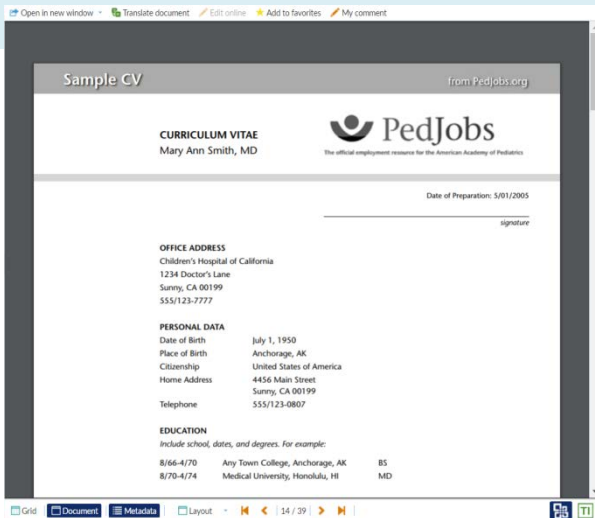 Open in new window Translate document Edit online Add to favorites My comment
Sample CV from PedJobs.org
CURRICULUM VITAE
Mary Ann Smith, MD
PedJobs
The official employment resource for the American Academy of Pediatrics
Date of Preparation: 5/01/2005
signature
OFFICE ADDRESS
Children's Hospital of California
1234 Doctor's Lane
Sunny, CA 00199
555/123-7777
PERSONAL DATA
Date of Birth July 1, 1950
Place of Birth Anchorage, AK
Citizenship United States of America
Home Address 4456 Main Street
Sunny, CA 00199
Telephone 555/123-0807
EDUCATION
Include school, dates, and degrees. For example:
8/66-4/70 Any Town College, Anchorage, AK BS
8/70-4/74 Medical University, Honolulu, HI MD
Grid Document Metadata Layout 14 / 39 TI